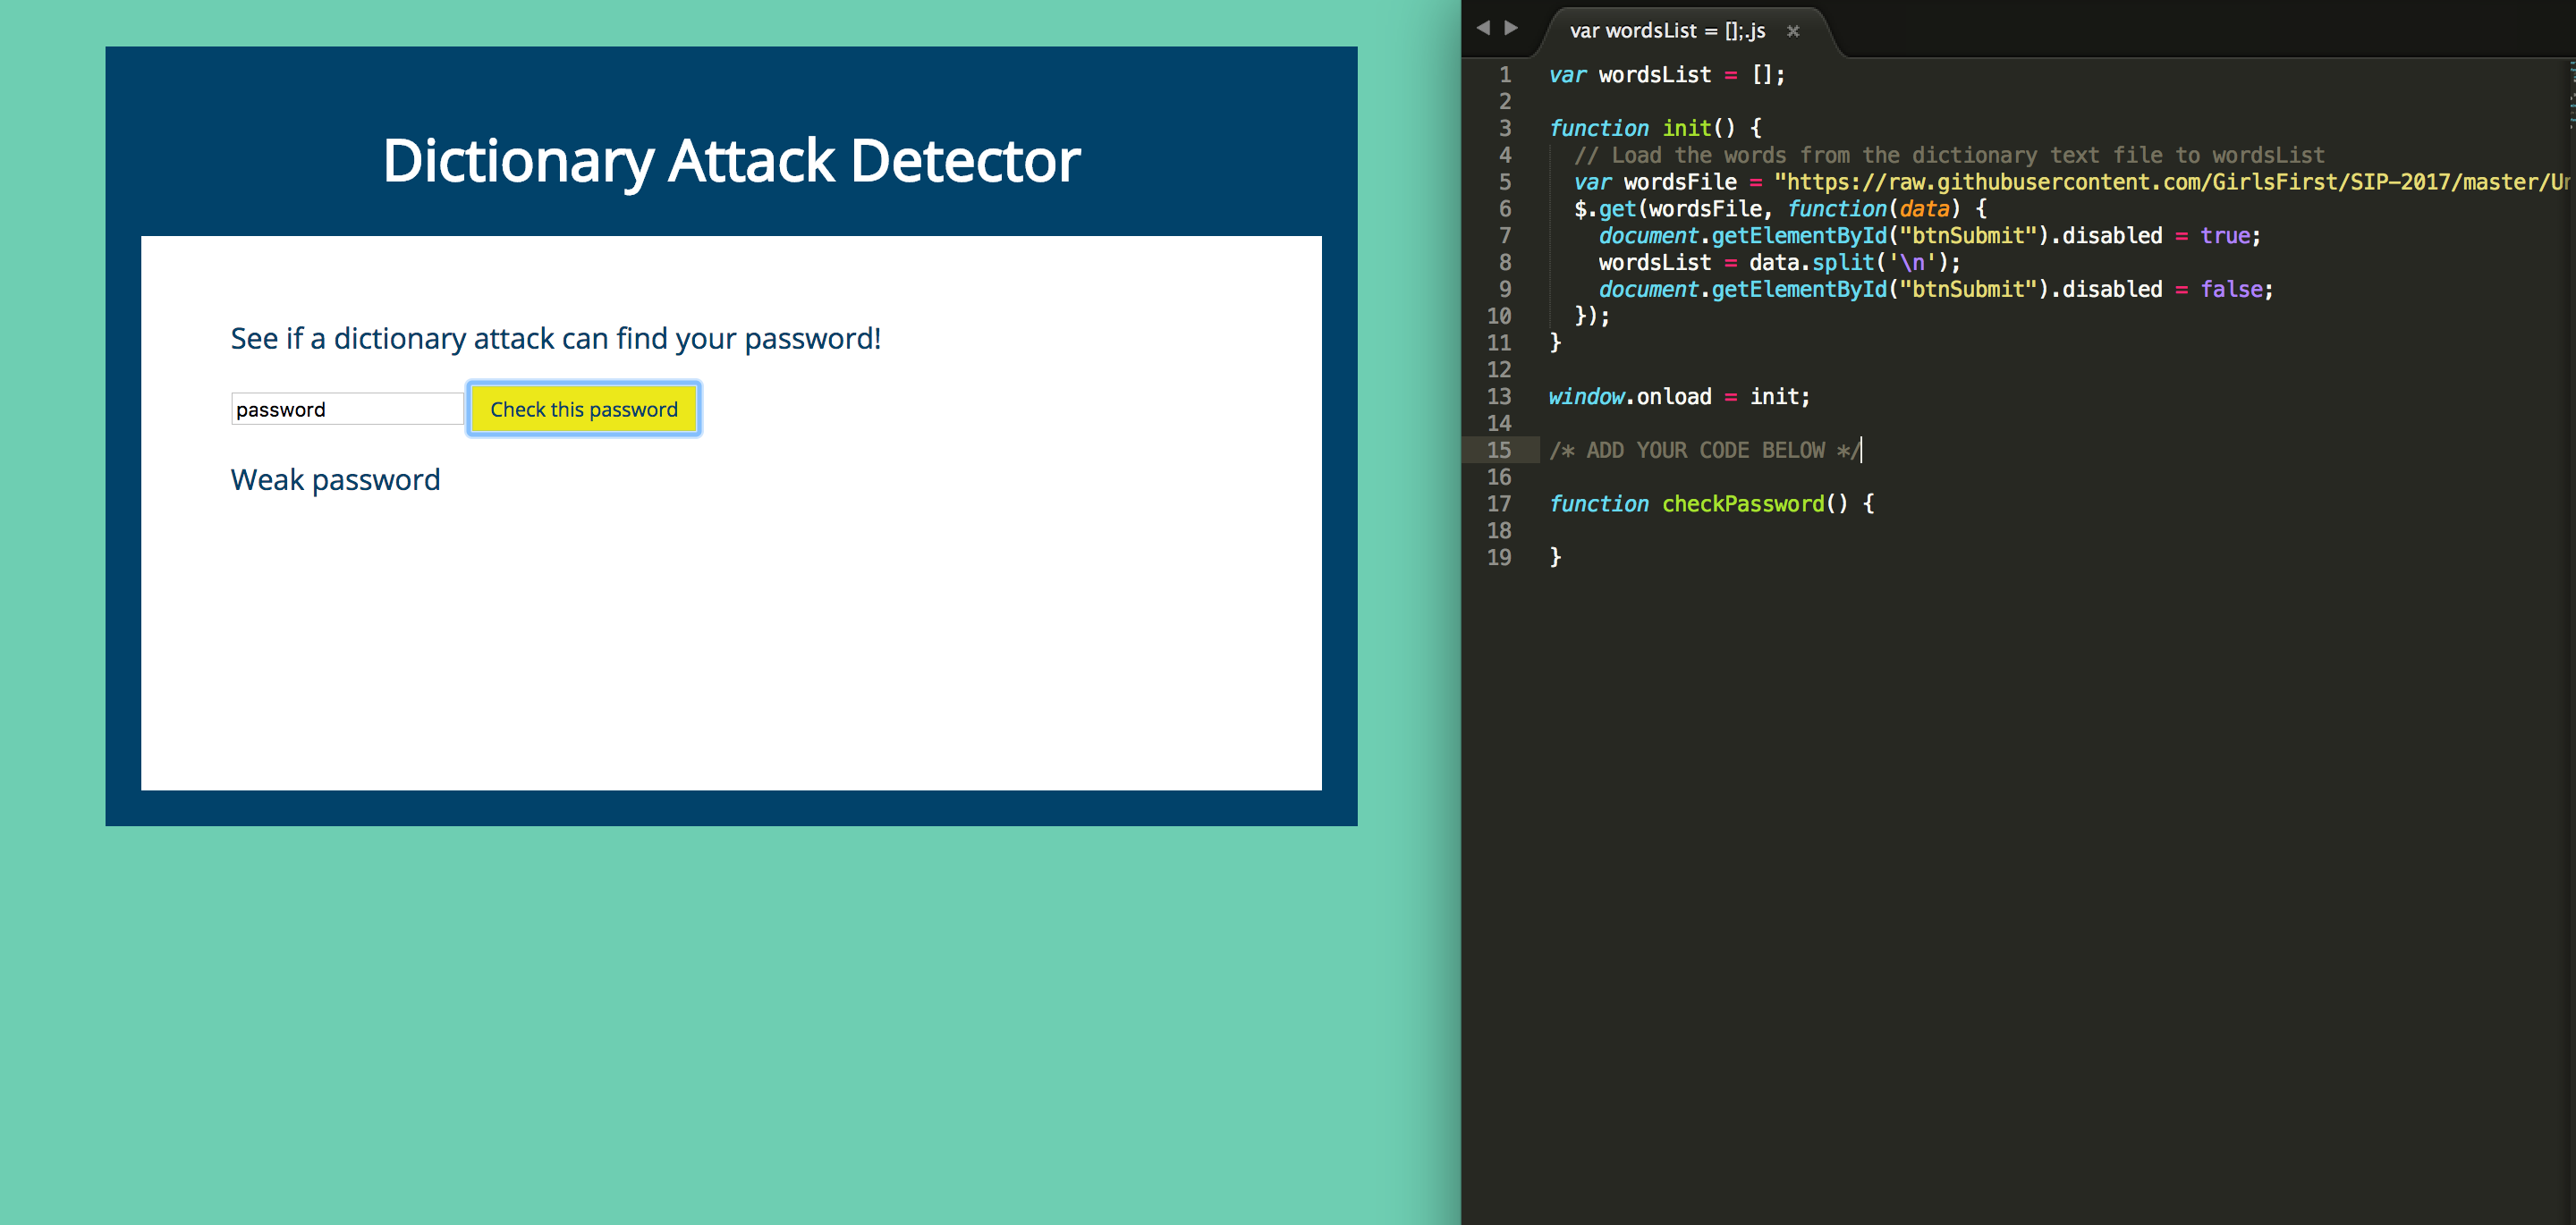 Dictionary Attack Detector
See if a dictionary attack can find your password!
password Check this password
Weak password
var wordsList = [];.js ×
1 var wordsList = [];
2
3 function init() {
4   // Load the words from the dictionary text file to wordsList
5   var wordsFile = "https://raw.githubusercontent.com/GirlsFirst/SIP-2017/master/
6   $.get(wordsFile, function(data) {
7     document.getElementById("btnSubmit").disabled = true;
8     wordsList = data.split('\n');
9     document.getElementById("btnSubmit").disabled = false;
10   });
11 }
12
13 window.onload = init;
14
15 /* ADD YOUR CODE BELOW */
16
17 function checkPassword() {
18
19 }